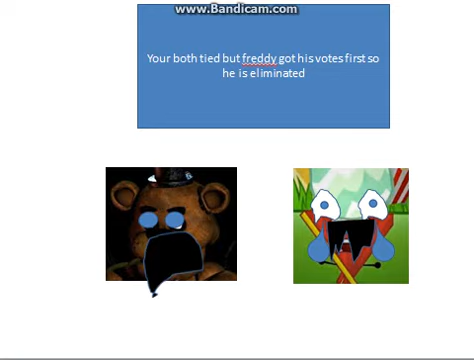 www.Bandicam.com
Your both tied but freddy got his votes first so
he is eliminated